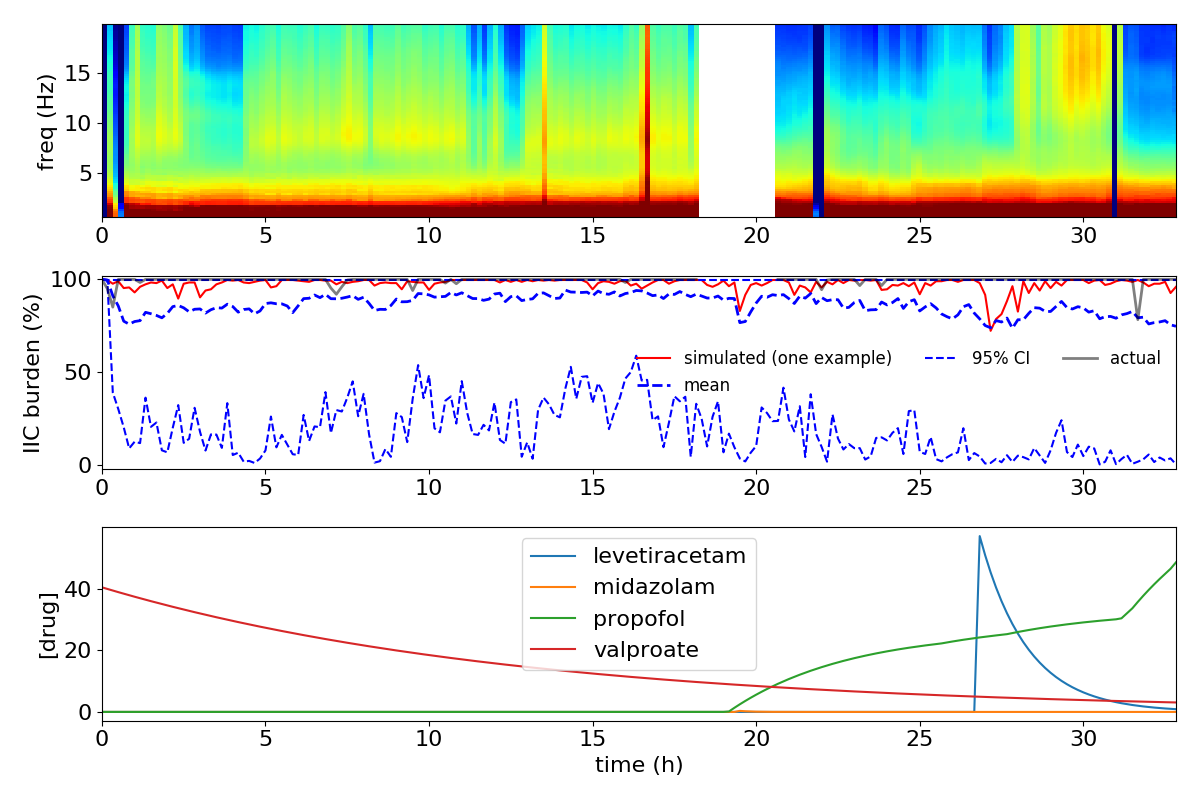 freq (Hz)
15
10
5
0 5 10 15 20 25 30
IIC burden (%)
100
50
0
simulated (one example) 95% CI actual
mean
0 5 10 15 20 25 30
[drug]
40
20
0
levetiracetam
midazolam
propofol
valproate
0 5 10 15 20 25 30
time (h)